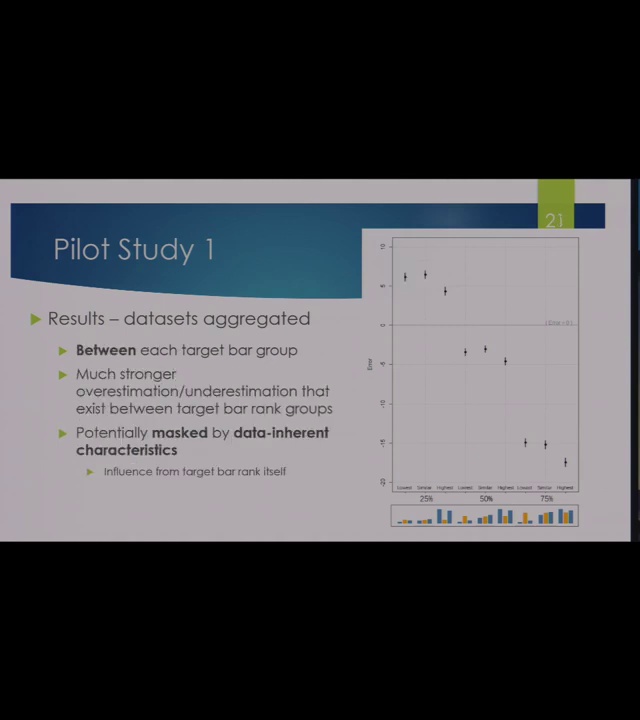 21
Pilot Study 1
Results – datasets aggregated
Between each target bar group
Much stronger
overestimation/underestimation that
exist between target bar rank groups
Potentially masked by data-inherent
characteristics
Influence from target bar rank itself
Error
10
5
0
-5
-10
-15
-20
Lowest Similar Highest Lowest Similar Highest Lowest Similar Highest
25% 50% 75%